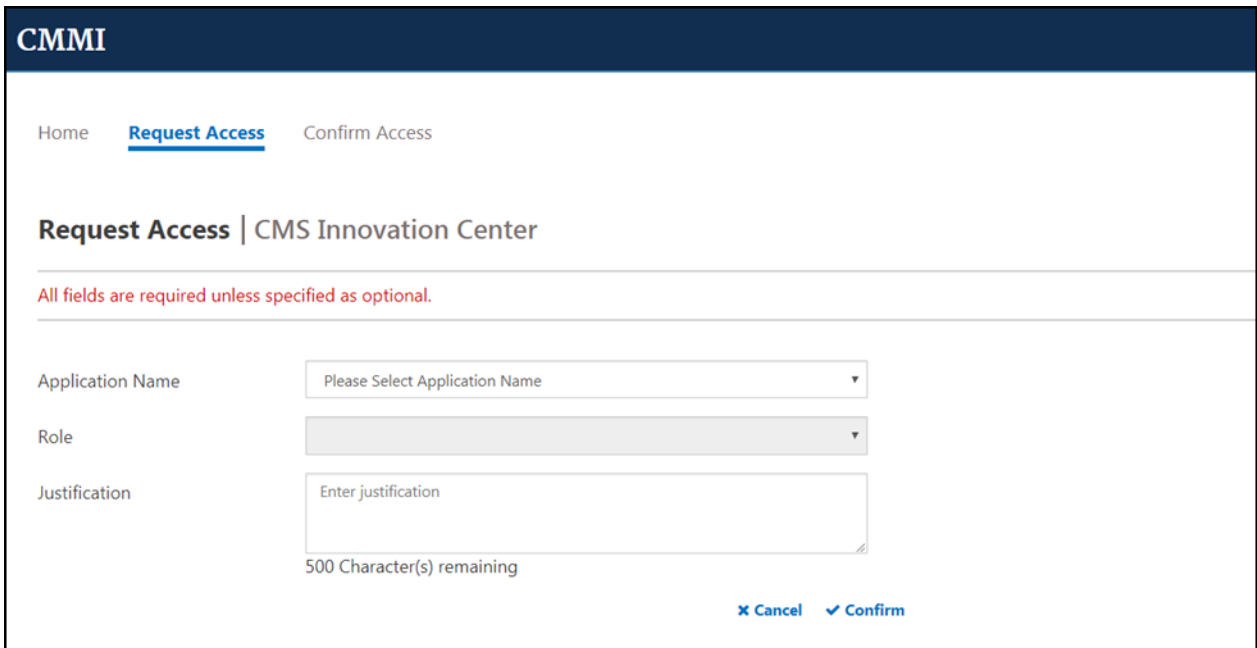 CMMI
Home Request Access Confirm Access
Request Access | CMS Innovation Center
All fields are required unless specified as optional.
Application Name Please Select Application Name
Role
Justification Enter justification
500 Character(s) remaining
Cancel Confirm